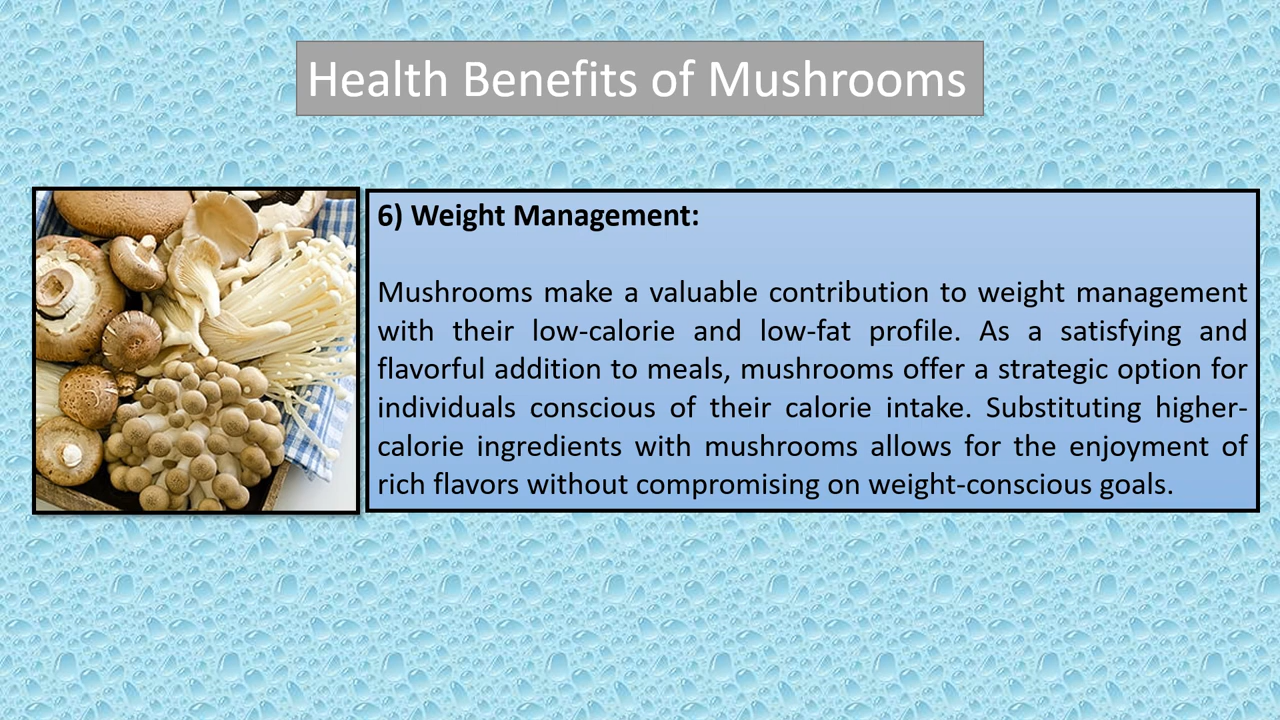 Health Benefits of Mushrooms
6) Weight Management:
Mushrooms make a valuable contribution to weight management
with their low-calorie and low-fat profile. As a satisfying and
flavorful addition to meals, mushrooms offer a strategic option for
individuals conscious of their calorie intake. Substituting higher-
calorie ingredients with mushrooms allows for the enjoyment of
rich flavors without compromising on weight-conscious goals.